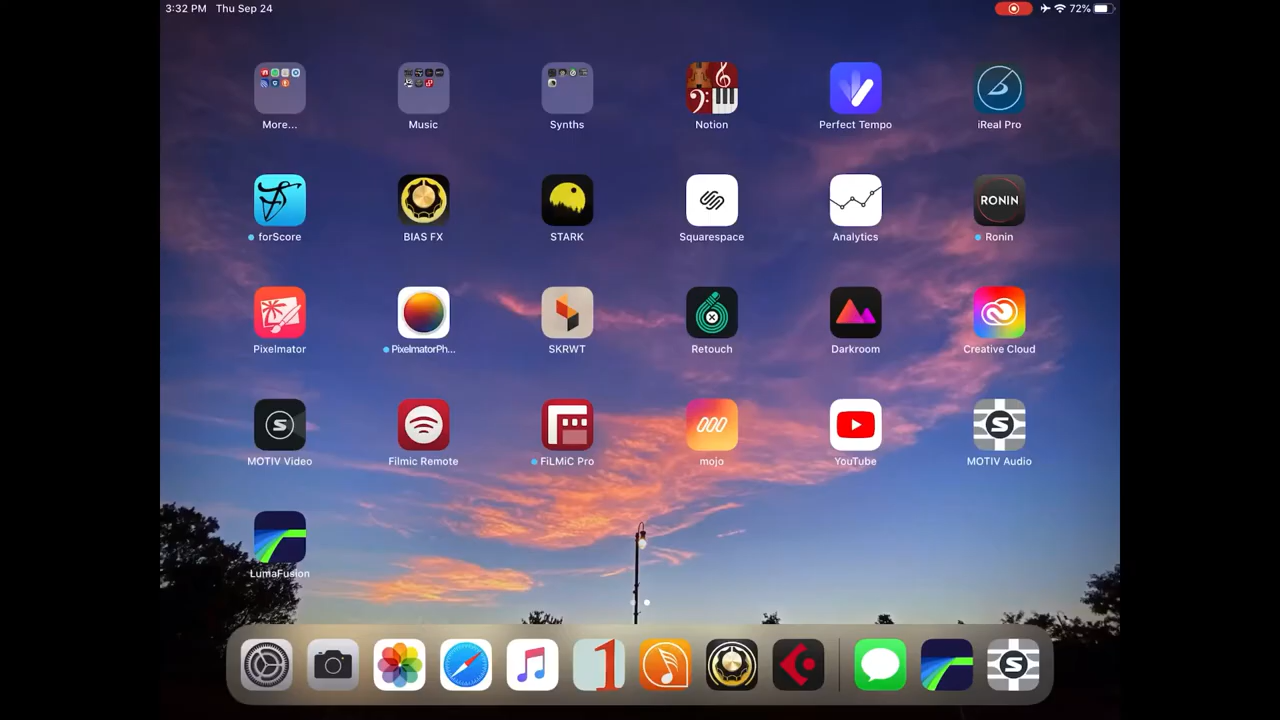 3:32 PM Thu Sep 24 72%
More... Music Synths Notion Perfect Tempo iReal Pro
RONIN
forScore BIAS FX STARK Squarespace Analytics Ronin
Pixelmator PixelmatorPh... SKRWT Retouch Darkroom Creative Cloud
MOTIV Video Filmic Remote FiLMiC Pro mojo YouTube MOTIV Audio
LumaFusion
1